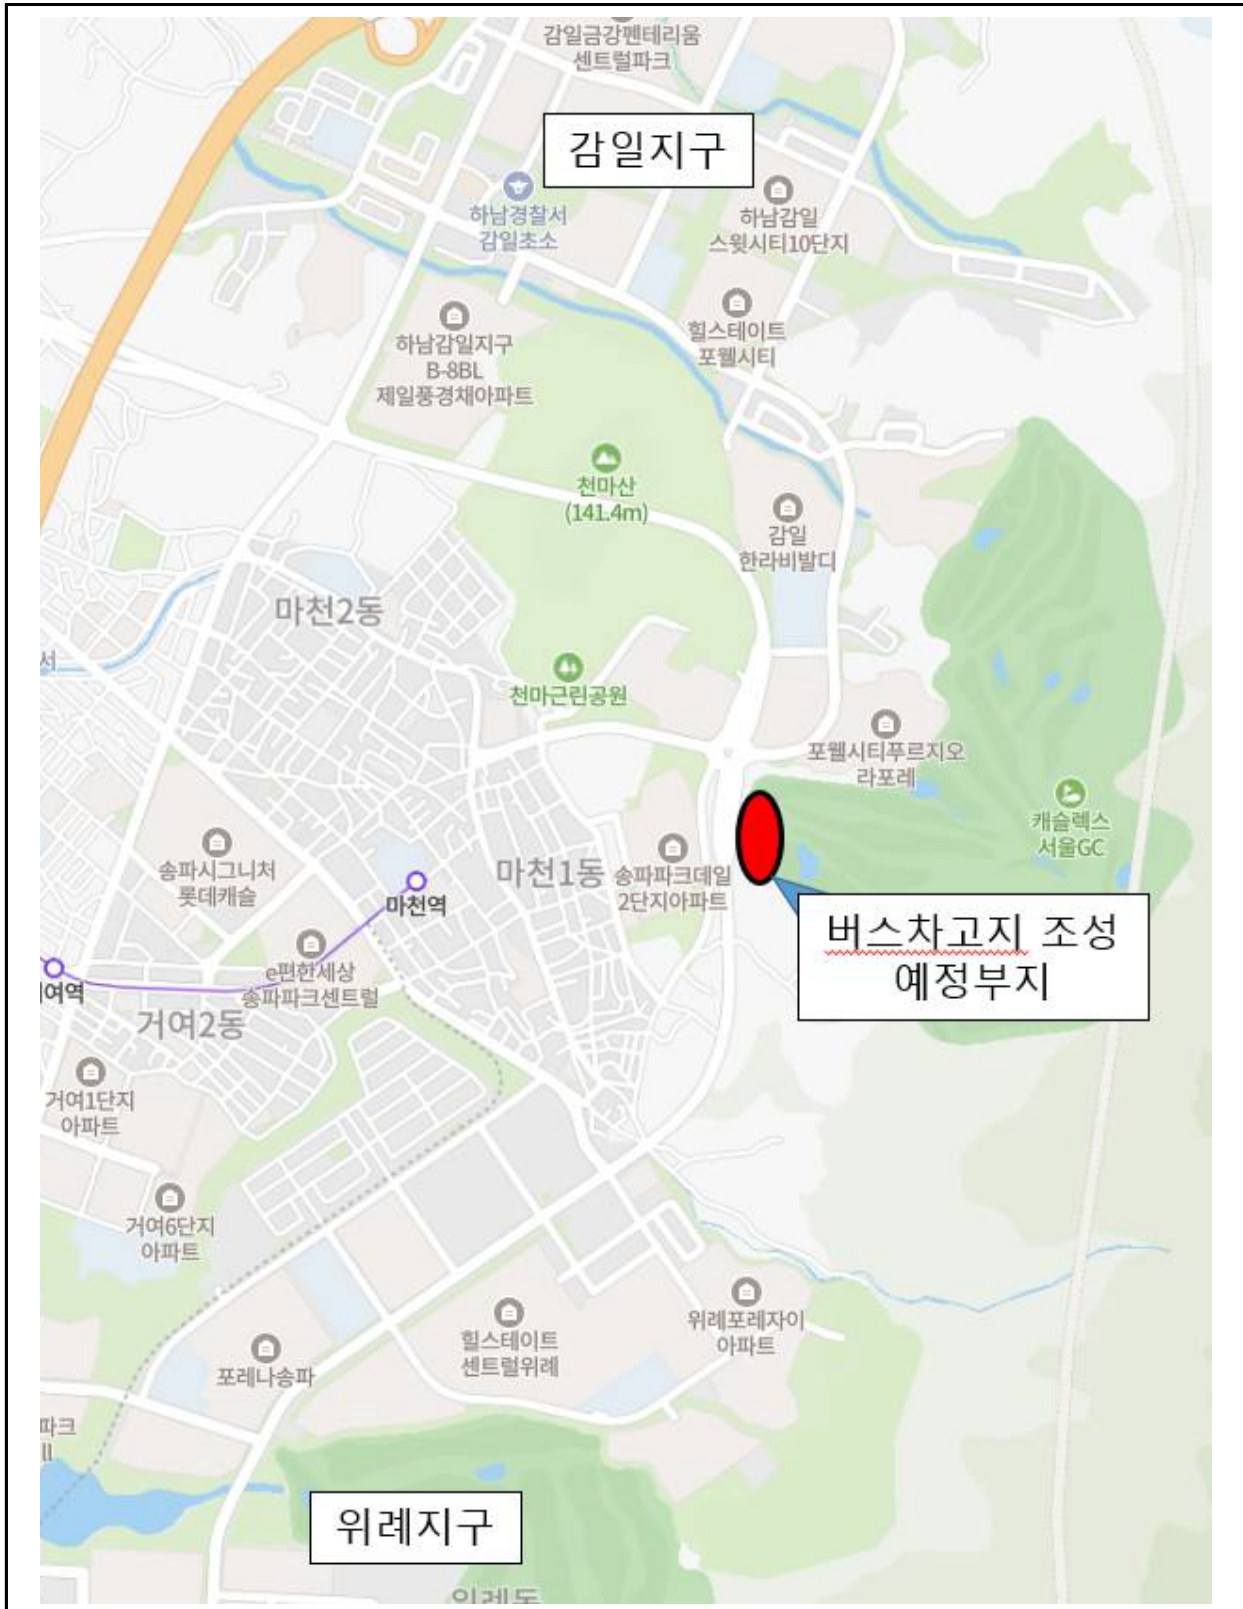 감일금강펜테리움
센트럴파크
감일지구
하남경찰서
감일초소
하남감일
스윗시티10단지
힐스테이트
포웰시티
하남감일지구
B-8BL
제일풍경채아파트
천마산
(141.4m)
감일
한라비발디
마천2동
서
천마근린공원
포웰시티푸르지오
라포레
캐슬렉스
서울GC
송파시그니처
롯데캐슬
마천1동
송파파크데일
2단지아파트
마천역
버스차고지 조성
예정부지
e편한세상
송파파크센트럴
여역
거여2동
거여1단지
아파트
거여6단지
아파트
위례포레자이
아파트
힐스테이트
센트럴위례
포레나송파
파크
위례지구
위례동